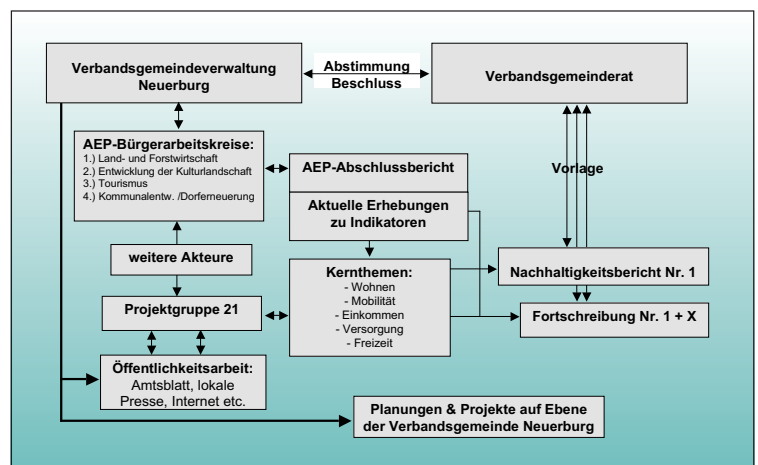 Verbandsgemeindeverwaltung
Neuerburg
Abstimmung
Beschluss
Verbandsgemeinderat
AEP-Bürgerarbeitskreise:
1.) Land- und Forstwirtschaft
2.) Entwicklung der Kulturlandschaft
3.) Tourismus
4.) Kommunalentw. /Dorferneuerung)
AEP-Abschlussbericht
Vorlage
Aktuelle Erhebungen
zu Indikatoren
weitere Akteure
Kernthemen:
- Wohnen
- Mobilität
- Einkommen
- Versorgung
- Freizeit
Nachhaltigkeitsbericht Nr. 1
Projektgruppe 21
Fortschreibung Nr. 1 + X
Öffentlichkeitsarbeit:
Amtsblatt, lokale
Presse, Internet etc.
Planungen & Projekte auf Ebene
der Verbandsgemeinde Neuerburg